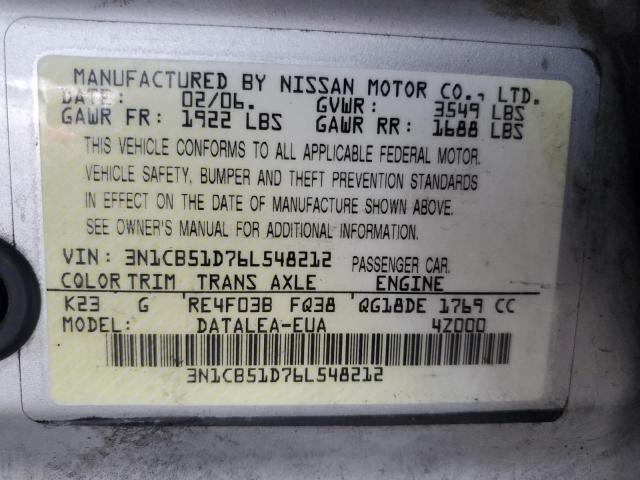 MANUFACTURED BY NISSAN MOTOR CO., LTD.
DATE: 02/06. GVWR: 3549 LBS
GAWR FR: 1922 LBS GAWR RR: 1688 LBS
THIS VEHICLE CONFORMS TO ALL APPLICABLE FEDERAL MOTOR.
VEHICLE SAFETY, BUMPER AND THEFT PREVENTION STANDARDS
IN EFFECT ON THE DATE OF MANUFACTURE SHOWN ABOVE.
SEE OWNER'S MANUAL FOR ADDITIONAL INFORMATION.
VIN: 3N1CB51D76L548212 PASSENGER CAR.
COLOR TRIM TRANS AXLE ENGINE
K23 G RE4F03B FQ38 QG18DE 1769 CC
MODEL: DATALEA-EUA 4Z000
3N1CB51D76L548212